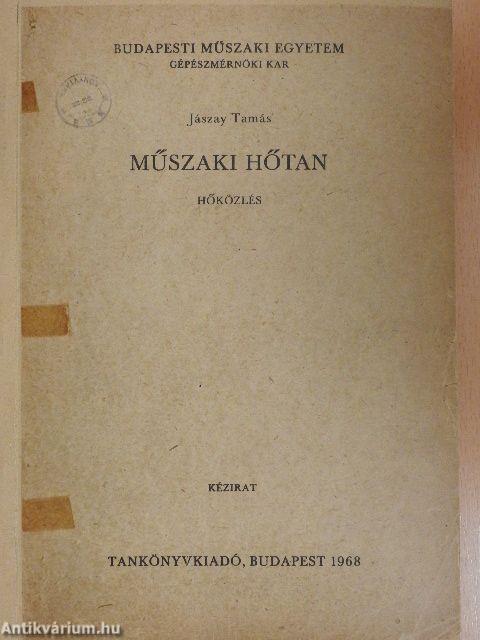 BUDAPESTI MŰSZAKI EGYETEM
GÉPÉSZMÉRNÖKI KAR
Jászay Tamás
MŰSZAKI HŐTAN
HŐKÖZLÉS
KÉZIRAT
TANKÖNYVKIADÓ, BUDAPEST 1968
Antikvárium.hu